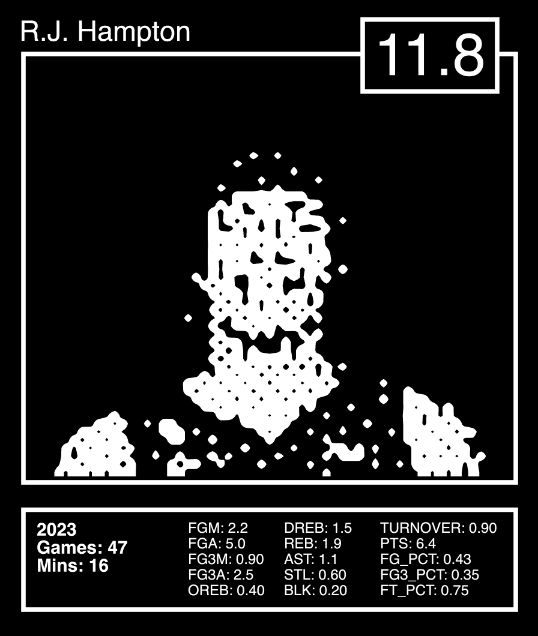 R.J. Hampton
11.8
2023
Games: 47
Mins: 16
FGM: 2.2
FGA: 5.0
FG3M: 0.90
FG3A: 2.5
OREB: 0.40
DREB: 1.5
REB: 1.9
AST: 1.1
STL: 0.60
BLK: 0.20
TURNOVER: 0.90
PTS: 6.4
FG_PCT: 0.43
FG3_PCT: 0.35
FT_PCT: 0.75